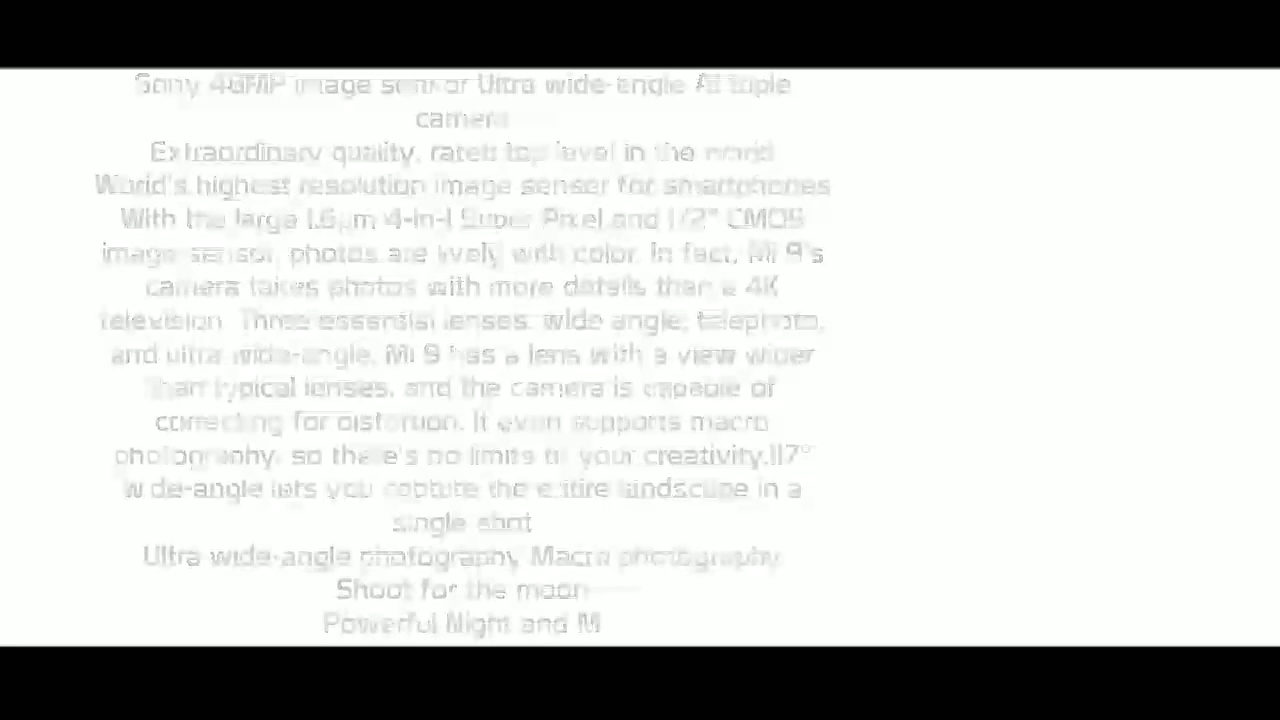 Sony 48MP image sensor Ultra wide-angle AI triple
camera
Extraordinary quality, rated top level in the world
World's highest resolution image senser for smartphones
With the large 1.6μm 4-in-1 Super Pixel and 1/2" CMOS
image sensor, photos are lively with color. In fact, Mi 9's
camera takes photos with more details than a 4K
television. Three essential lenses: wide angle, telephoto,
and ultra wide-angle. Mi 9 has a lens with a view wider
than typical lenses, and the camera is capable of
correcting for distortion. It even supports macro
photography, so there's no limits to your creativity.117°
wide-angle lets you capture the entire landscape in a
single shot
Ultra wide-angle photography Macro photography
Shoot for the moon
Powerful Night and M